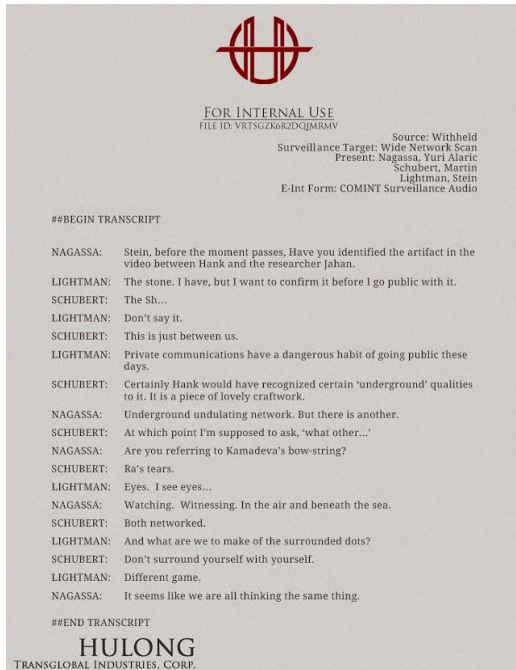 FOR INTERNAL USE
FILE ID: VRTSGZK6R2DQJMRMV
Source: Withheld
Surveillance Target: Wide Network Scan
Present: Nagassa, Yuri Alaric
Schubert, Martin
Lightman, Stein
E-Int Form: COMINT Surveillance Audio
##BEGIN TRANSCRIPT
NAGASSA: Stein, before the moment passes, Have you identified the artifact in the
video between Hank and the researcher Jahan.
LIGHTMAN: The stone. I have, but I want to confirm it before I go public with it.
SCHUBERT: The Sh...
LIGHTMAN: Don't say it.
SCHUBERT: This is just between us.
LIGHTMAN: Private communications have a dangerous habit of going public these
days.
SCHUBERT: Certainly Hank would have recognized certain 'underground' qualities
to it. It is a piece of lovely craftwork.
NAGASSA: Underground undulating network. But there is another.
SCHUBERT: At which point I'm supposed to ask, 'what other...'
NAGASSA: Are you referring to Kamadeva's bow-string?
SCHUBERT: Ra's tears.
LIGHTMAN: Eyes. I see eyes...
NAGASSA: Watching. Witnessing. In the air and beneath the sea.
SCHUBERT: Both networked.
LIGHTMAN: And what are we to make of the surrounded dots?
SCHUBERT: Don't surround yourself with yourself.
LIGHTMAN: Different game.
NAGASSA: It seems like we are all thinking the same thing.
##END TRANSCRIPT
HULONG
TRANSGLOBAL INDUSTRIES, CORP.